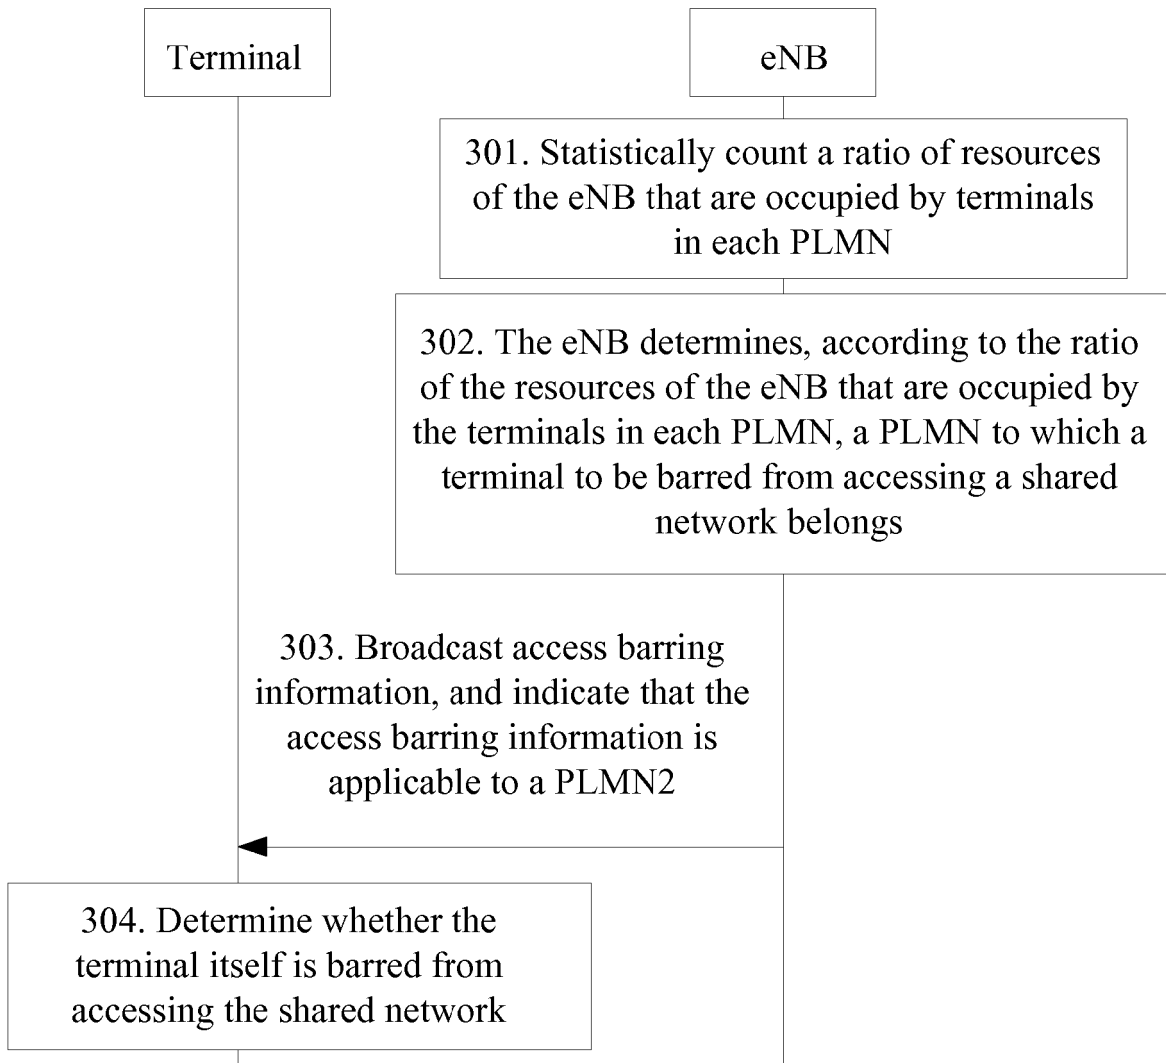 Terminal
eNB
301. Statistically count a ratio of resources
of the eNB that are occupied by terminals
in each PLMN
302. The eNB determines, according to the ratio
of the resources of the eNB that are occupied by
the terminals in each PLMN, a PLMN to which a
terminal to be barred from accessing a shared
network belongs
303. Broadcast access barring
information, and indicate that the
access barring information is
applicable to a PLMN2
304. Determine whether the
terminal itself is barred from
accessing the shared network